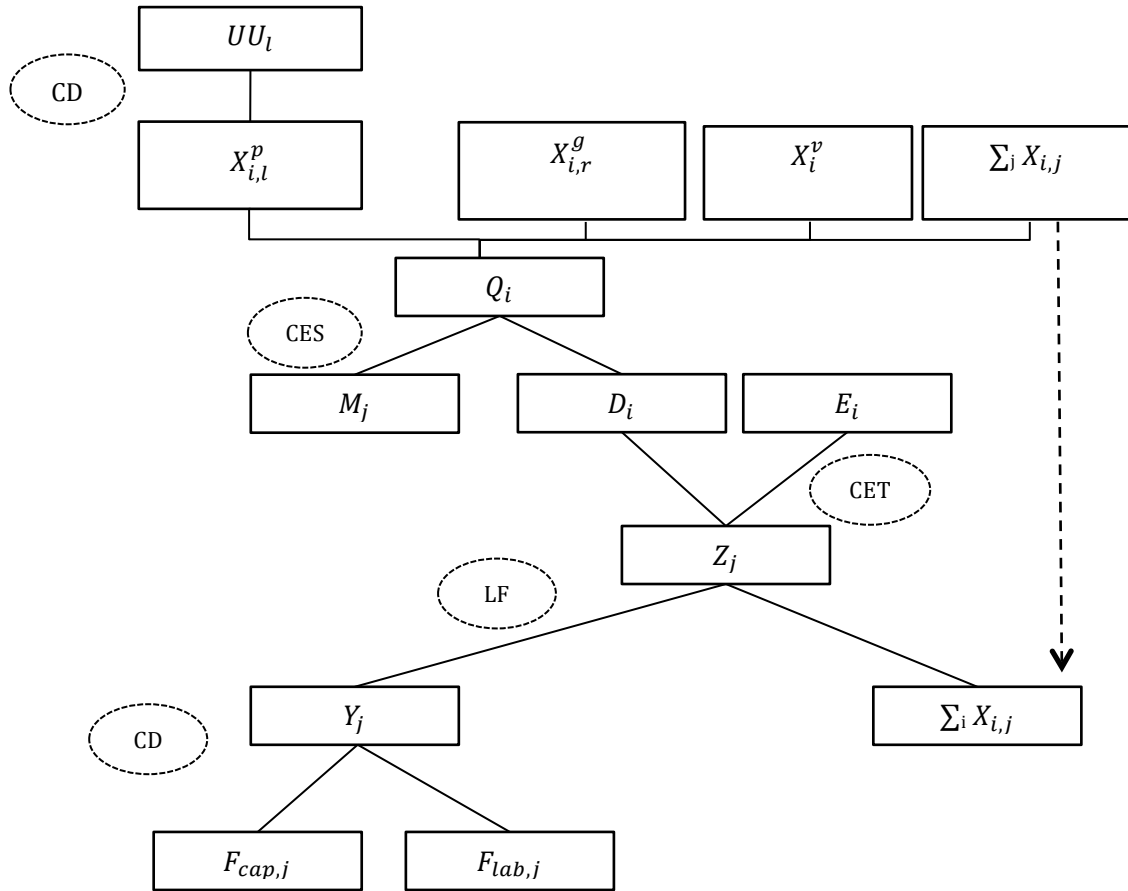 UU_l
CD
X^p_{i,l}
X^g_{i,r}
X^v_i
∑_j X_{i,j}
Q_i
CES
M_j
D_i
E_i
CET
Z_j
LF
Y_j
∑_i X_{i,j}
CD
F_{cap,j}
F_{lab,j}